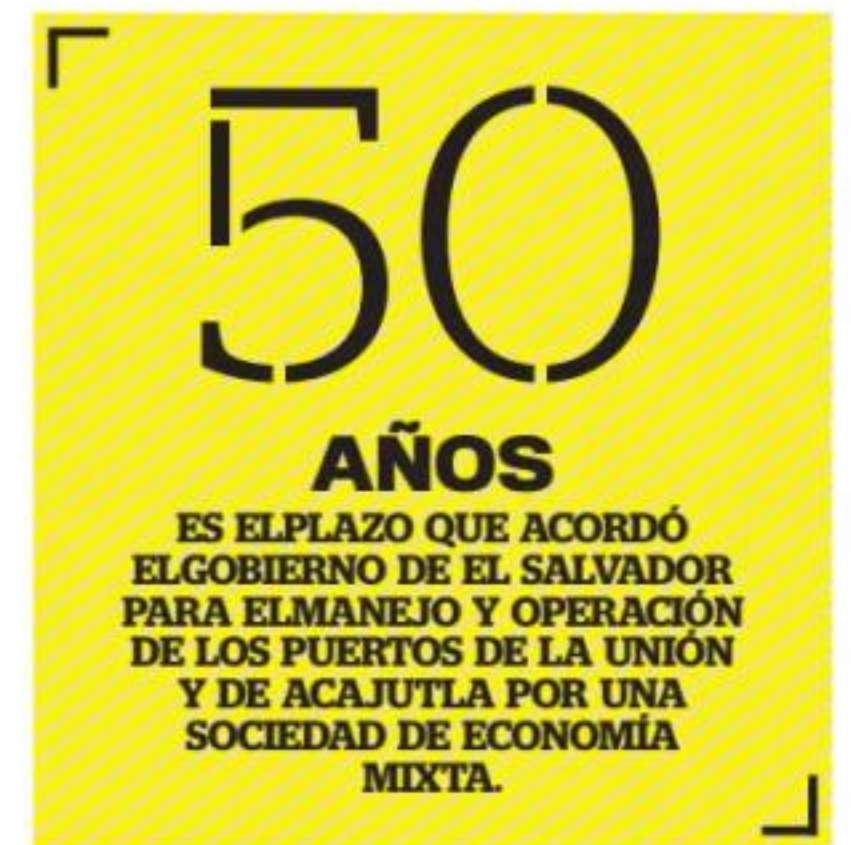 50
AÑOS
ES ELPLAZO QUE ACORDÓ
ELGOBIERNO DE EL SALVADOR
PARA ELMANEJO Y OPERACIÓN
DE LOS PUERTOS DE LA UNIÓN
Y DE ACAJUTLA POR UNA
SOCIEDAD DE ECONOMÍA
MIXTA.